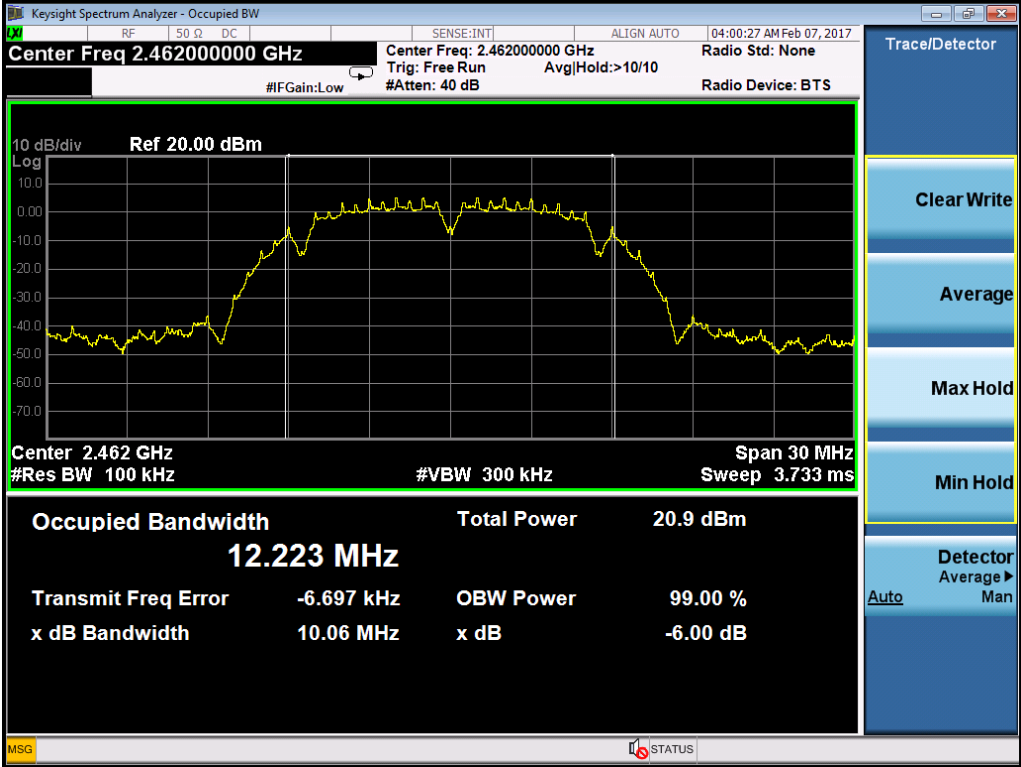 Keysight Spectrum Analyzer - Occupied BW
LXI RF 50 Ω DC SENSE:INT ALIGN AUTO 04:00:27 AM Feb 07, 2017
Center Freq 2.462000000 GHz
Center Freq: 2.462000000 GHz Radio Std: None
Trig: Free Run Avg|Hold:>10/10
#IFGain:Low #Atten: 40 dB Radio Device: BTS
Trace/Detector
10 dB/div Ref 20.00 dBm
Log
10.0
0.00
-10.0
-20.0
-30.0
-40.0
-50.0
-60.0
-70.0
Center 2.462 GHz Span 30 MHz
#Res BW 100 kHz #VBW 300 kHz Sweep 3.733 ms
Occupied Bandwidth Total Power 20.9 dBm
12.223 MHz
Transmit Freq Error -6.697 kHz OBW Power 99.00 %
x dB Bandwidth 10.06 MHz x dB -6.00 dB
Clear Write
Average
Max Hold
Min Hold
Detector
Average
Auto Man
MSG STATUS